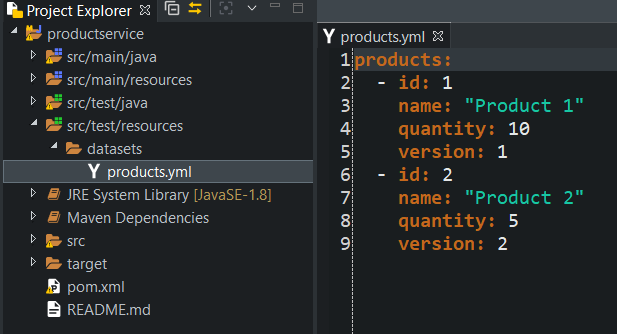 Project Explorer
productservice
src/main/java
src/main/resources
src/test/java
src/test/resources
datasets
products.yml
JRE System Library [JavaSE-1.8]
Maven Dependencies
src
target
pom.xml
README.md
products.yml
1 products:
2   - id: 1
3     name: "Product 1"
4     quantity: 10
5     version: 1
6   - id: 2
7     name: "Product 2"
8     quantity: 5
9     version: 2